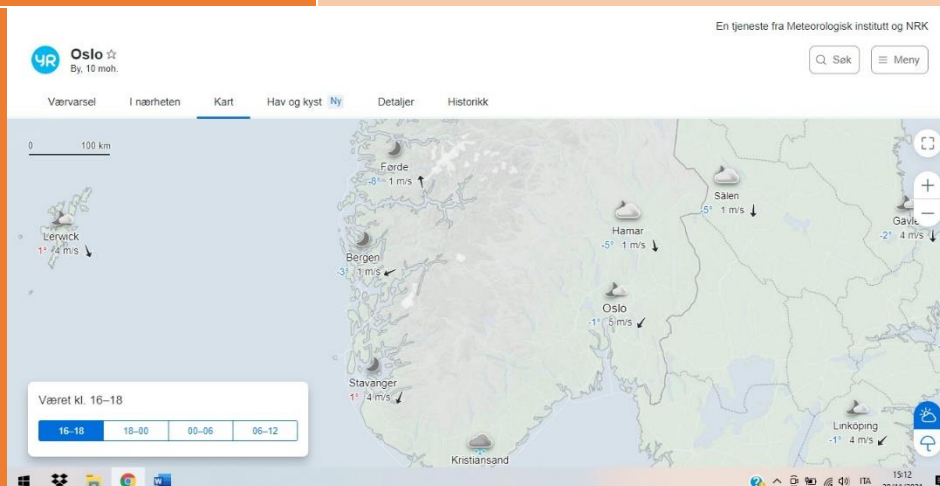 En tjeneste fra Meteorologisk institutt og NRK
YR
Oslo
By, 10 moh.
Søk
Meny
Værvarsel
I nærheten
Kart
Hav og kyst Ny
Detaljer
Historikk
0 100 km
Førde
-8° 1 m/s
Sälen
-5° 1 m/s
Lerwick
1° 4 m/s
Hamar
-5° 1 m/s
Gävle
-2° 4 m/s
Bergen
-3° 1 m/s
Oslo
-1° 5 m/s
Stavanger
1° 4 m/s
Linköping
-1° 4 m/s
Kristiansand
Været kl. 16–18
16–18
18–00
00–06
06–12
ITA
15:12